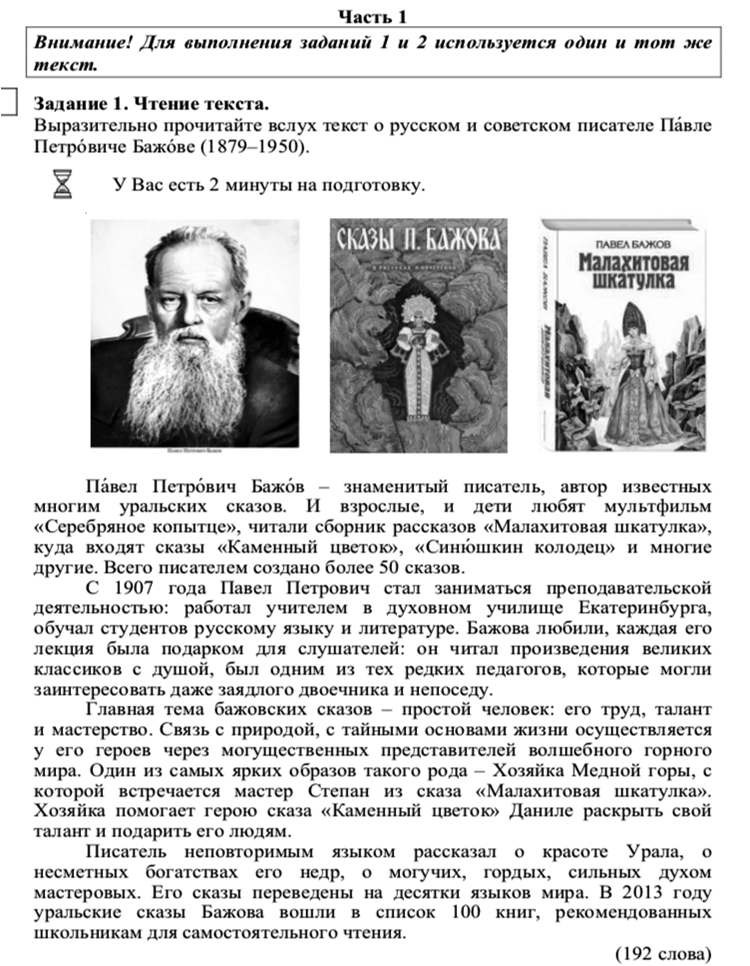 Часть 1
Внимание! Для выполнения заданий 1 и 2 используется один и тот же
текст.
Задание 1. Чтение текста.
Выразительно прочитайте вслух текст о русском и советском писателе Па́вле
Петро́виче Бажо́ве (1879–1950).
У Вас есть 2 минуты на подготовку.
СКАЗЫ П. БАЖОВА
ПАВЕЛ БАЖОВ
Малахитовая
шкатулка
Павел Петрович Бажов
Па́вел Петро́вич Бажо́в – знаменитый писатель, автор известных
многим уральских сказов. И взрослые, и дети любят мультфильм
«Серебряное копытце», читали сборник рассказов «Малахитовая шкатулка»,
куда входят сказы «Каменный цветок», «Синю́шкин колодец» и многие
другие. Всего писателем создано более 50 сказов.
С 1907 года Павел Петрович стал заниматься преподавательской
деятельностью: работал учителем в духовном училище Екатеринбурга,
обучал студентов русскому языку и литературе. Бажова любили, каждая его
лекция была подарком для слушателей: он читал произведения великих
классиков с душой, был одним из тех редких педагогов, которые могли
заинтересовать даже заядлого двоечника и непоседу.
Главная тема бажовских сказов – простой человек: его труд, талант
и мастерство. Связь с природой, с тайными основами жизни осуществляется
у его героев через могущественных представителей волшебного горного
мира. Один из самых ярких образов такого рода – Хозяйка Медной горы, с
которой встречается мастер Степан из сказа «Малахитовая шкатулка».
Хозяйка помогает герою сказа «Каменный цветок» Даниле раскрыть свой
талант и подарить его людям.
Писатель неповторимым языком рассказал о красоте Урала, о
несметных богатствах его недр, о могучих, гордых, сильных духом
мастеровых. Его сказы переведены на десятки языков мира. В 2013 году
уральские сказы Бажова вошли в список 100 книг, рекомендованных
школьникам для самостоятельного чтения.
(192 слова)